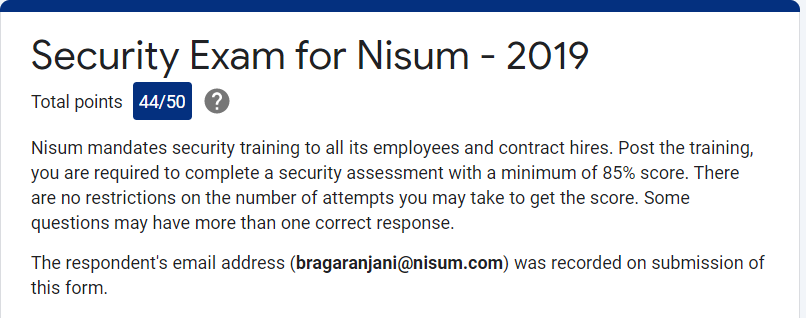 Security Exam for Nisum - 2019
Total points 44/50 ?
Nisum mandates security training to all its employees and contract hires. Post the training,
you are required to complete a security assessment with a minimum of 85% score. There
are no restrictions on the number of attempts you may take to get the score. Some
questions may have more than one correct response.
The respondent's email address (bragaranjani@nisum.com) was recorded on submission of
this form.